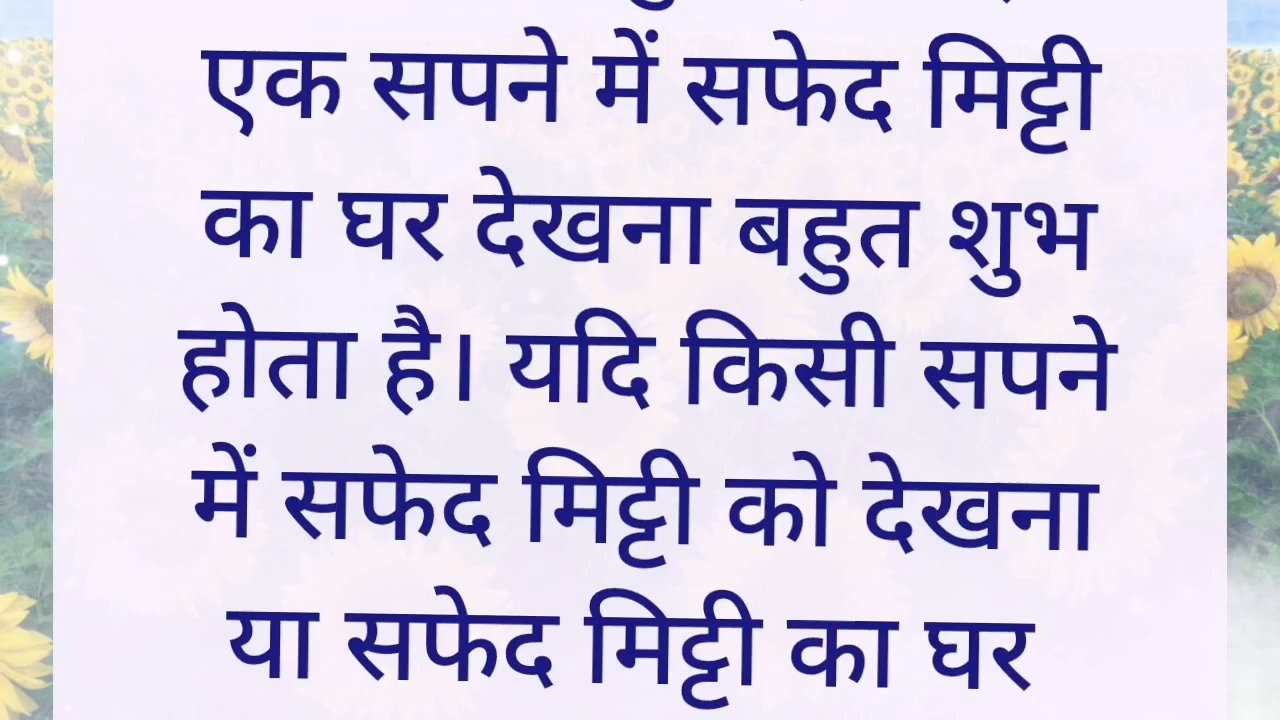 एक सपने में सफेद मिट्टी
का घर देखना बहुत शुभ
होता है। यदि किसी सपने
में सफेद मिट्टी को देखना
या सफेद मिट्टी का घर